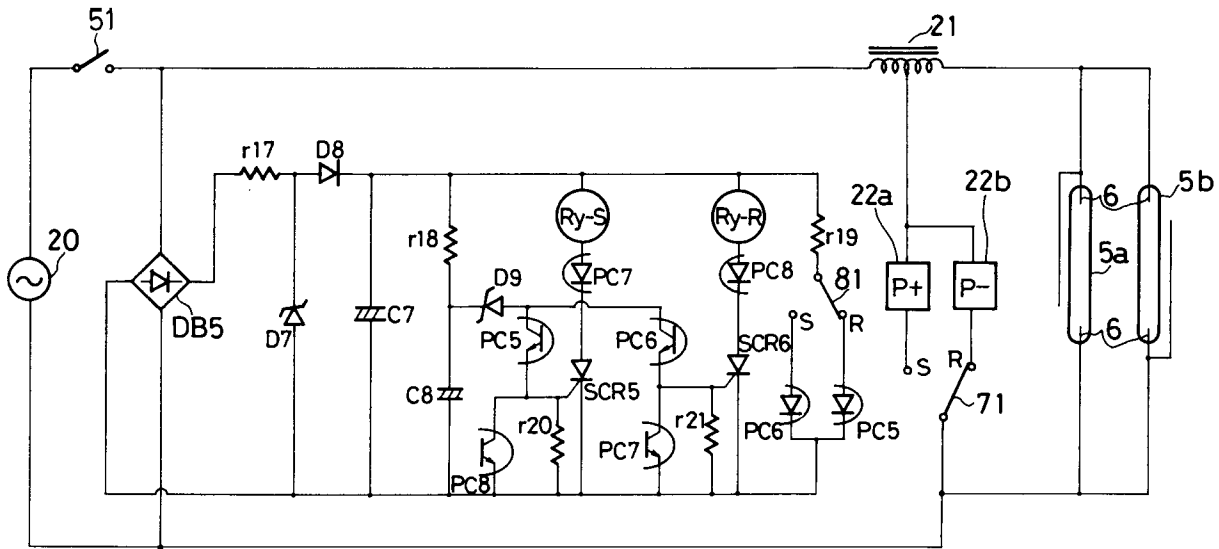 51
21
r17
D8
22a
22b
5b
6
Ry-S
Ry-R
r18
r19
20
D9
PC7
PC8
81
5a
P+
P-
DB5
D7
C7
S
R
PC5
PC6
SCR6
R
6
S
C8
SCR5
71
r20
r21
PC6
PC5
PC8
PC7